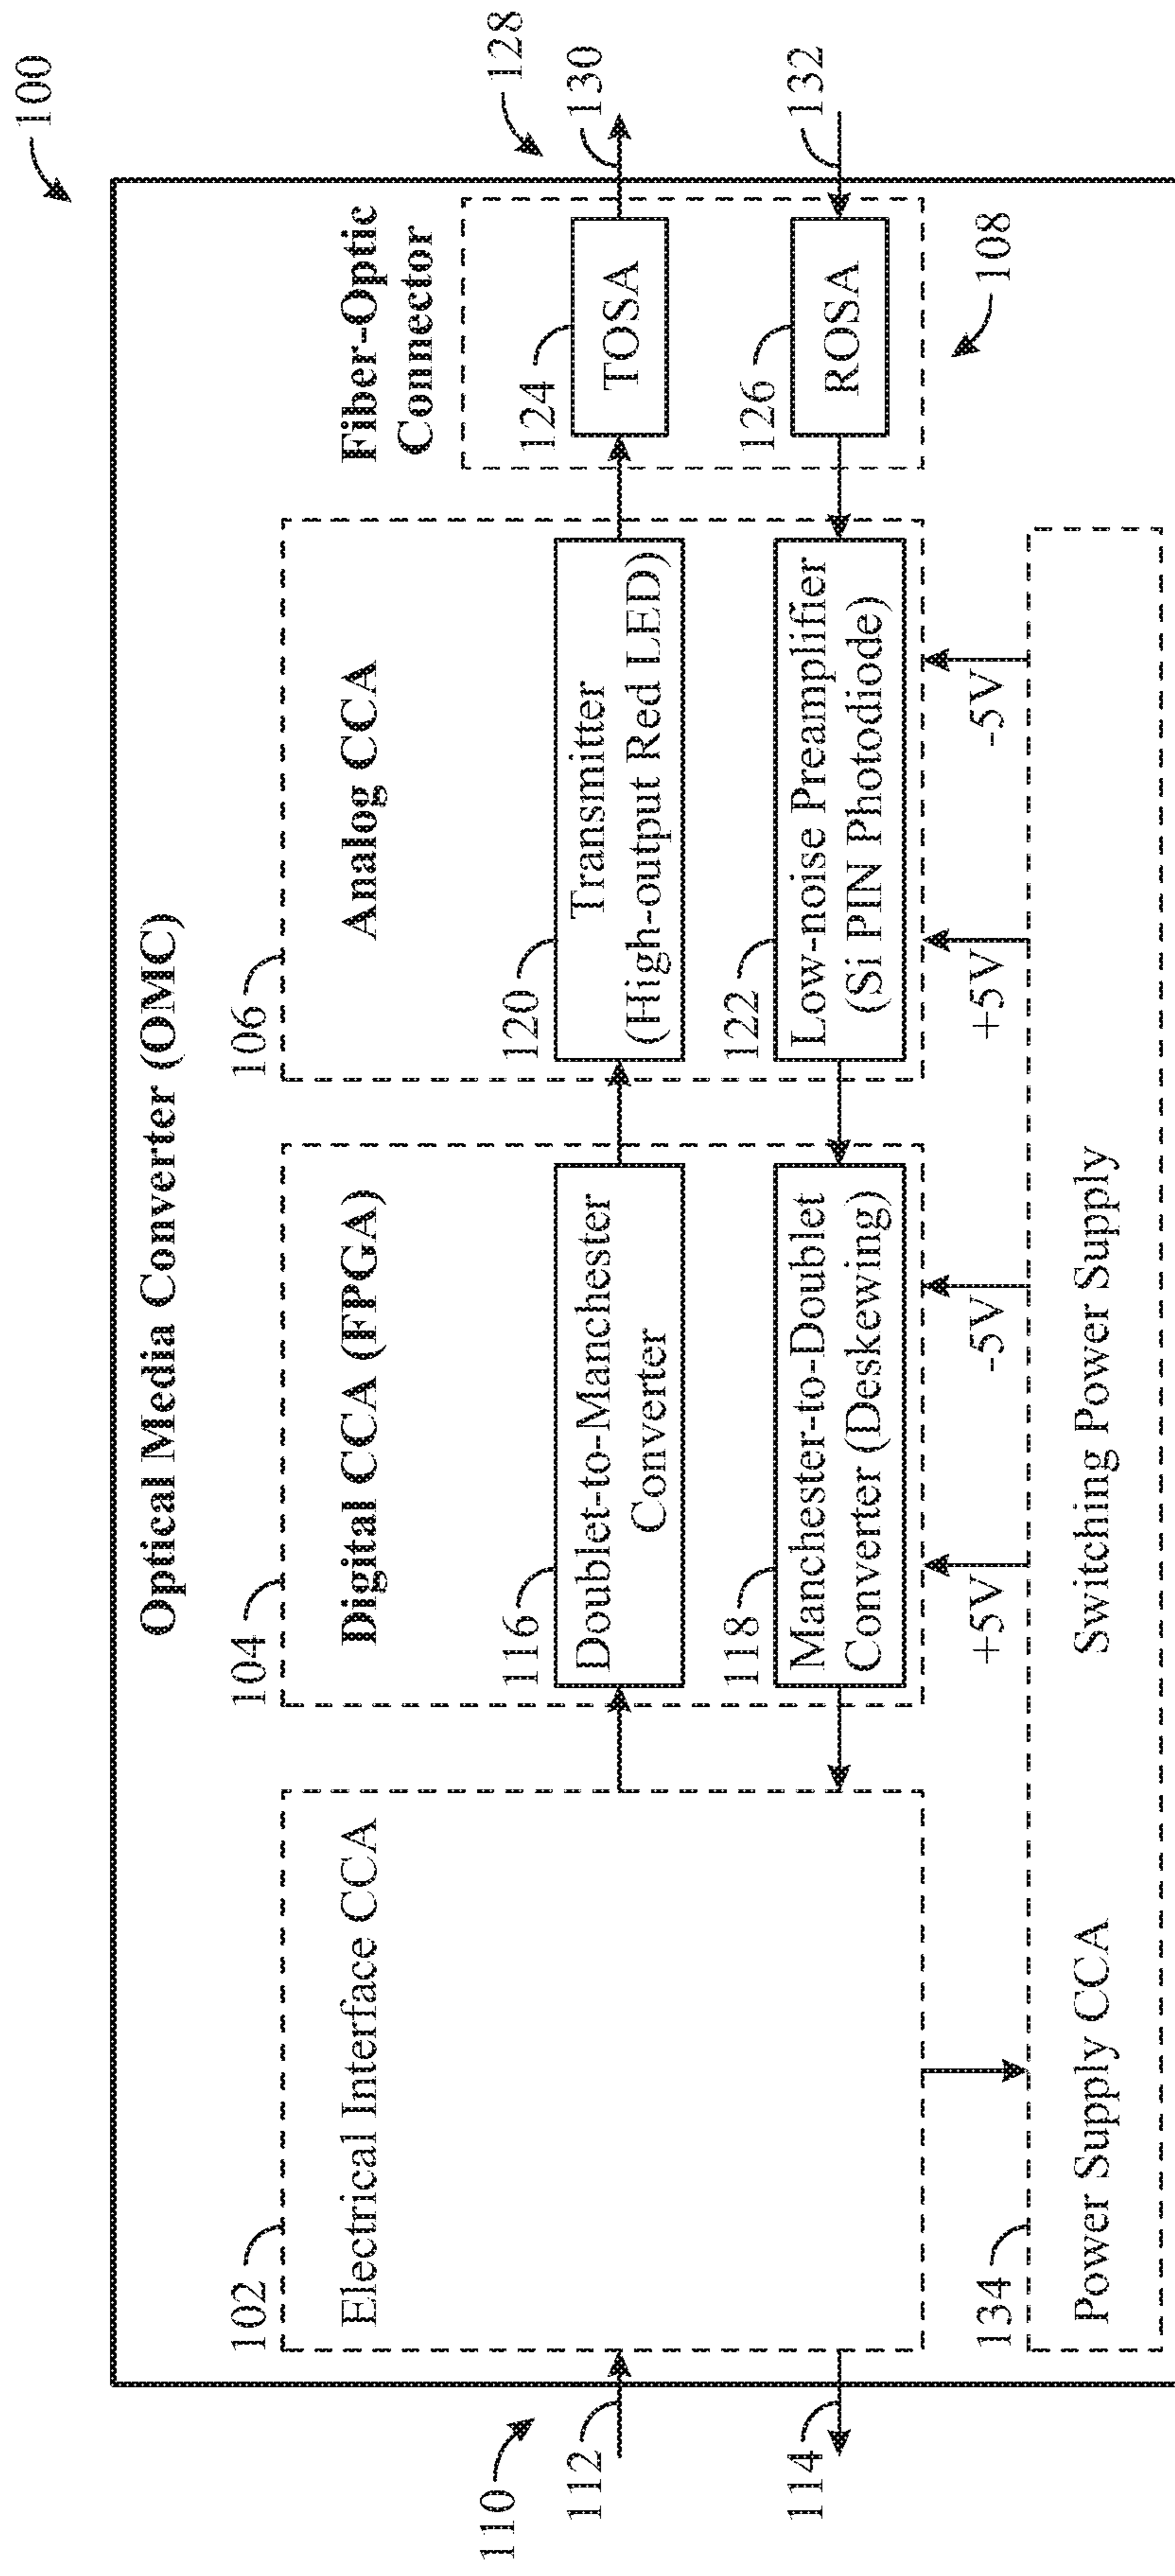 100
Optical Media Converter (OMC)
102
Electrical Interface CCA
104
Digital CCA (FPGA)
106
Analog CCA
Fiber-Optic
Connector
128
110
112
116
Doublet-to-Manchester
Converter
120
Transmitter
(High-output Red LED)
124
TOSA
130
114
118
Manchester-to-Doublet
Converter (Deskewing)
122
Low-noise Preamplifier
(Si PIN Photodiode)
126
ROSA
132
108
134
+5V
-5V
+5V
-5V
Power Supply CCA
Switching Power Supply